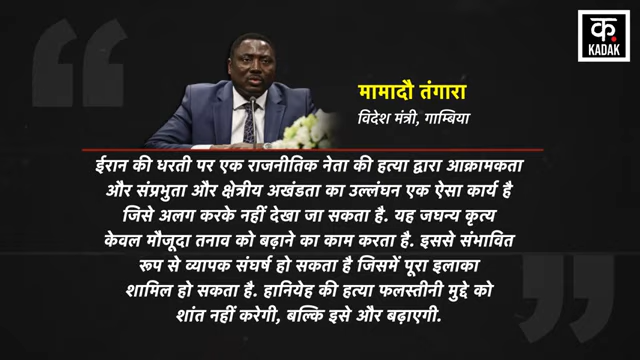 क
KADAK
मामादौ तंगारा
विदेश मंत्री, गाम्बिया
ईरान की धरती पर एक राजनीतिक नेता की हत्या द्वारा आक्रामकता
और संप्रभुता और क्षेत्रीय अखंडता का उल्लंघन एक ऐसा कार्य है
जिसे अलग करके नहीं देखा जा सकता है. यह जघन्य कृत्य
केवल मौजूदा तनाव को बढ़ाने का काम करता है. इससे संभावित
रूप से व्यापक संघर्ष हो सकता है जिसमें पूरा इलाका
शामिल हो सकता है. हानियेह की हत्या फलस्तीनी मुद्दे को
शांत नहीं करेगी, बल्कि इसे और बढ़ाएगी.